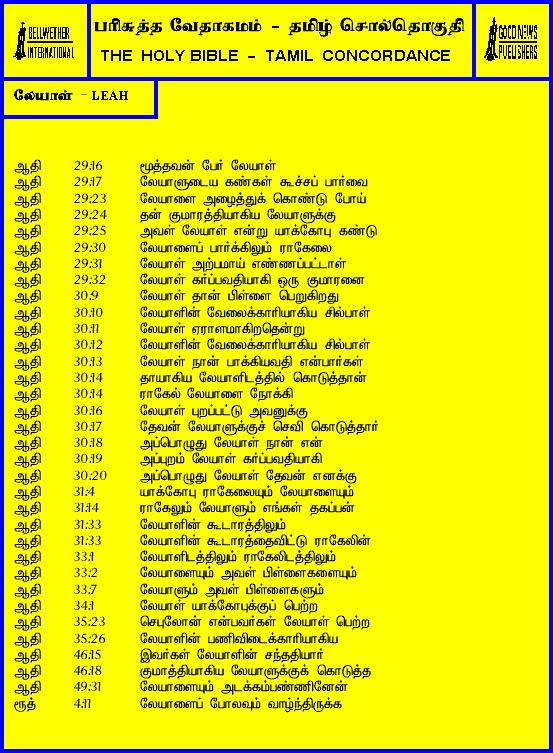 BELLWETHER
INTERNATIONAL
பரிசுத்த வேதாகமம் - தமிழ் சொல்தொகுதி
THE HOLY BIBLE - TAMIL CONCORDANCE
GOOD NEWS
PUBLISHERS
லேயாள் - LEAH
ஆதி 29:16 மூத்தவன் பேர் லேயாள்
ஆதி 29:17 லேயாளுடைய கண்கள் கூச்சப் பார்வை
ஆதி 29:23 லேயாளை அழைத்துக் கொண்டு போய்
ஆதி 29:24 தன் குமாரத்தியாகிய லேயாளுக்கு
ஆதி 29:25 அவள் லேயாள் என்று யாக்கோபு கண்டு
ஆதி 29:30 லேயாளைப் பார்க்கிலும் ராகேலை
ஆதி 29:31 லேயாள் அற்பமாய் எண்ணப்பட்டாள்
ஆதி 29:32 லேயாள் கர்ப்பவதியாகி ஒரு குமாரனை
ஆதி 30:9 லேயாள் தான் பிள்ளை பெறுகிறது
ஆதி 30:10 லேயாளின் வேலைக்காரியாகிய சில்பாள்
ஆதி 30:11 லேயாள் ஏராளமாகிறதென்று
ஆதி 30:12 லேயாளின் வேலைக்காரியாகிய சில்பாள்
ஆதி 30:13 லேயாள் நான் பாக்கியவதி என்பார்கள்
ஆதி 30:14 தாயாகிய லேயாளிடத்தில் கொடுத்தான்
ஆதி 30:14 ராகேல் லேயாளை நோக்கி
ஆதி 30:16 லேயாள் புறப்பட்டு அவனுக்கு
ஆதி 30:17 தேவன் லேயாளுக்குச் செவி கொடுத்தார்
ஆதி 30:18 அப்பொழுது லேயாள் நான் என்
ஆதி 30:19 அப்புறம் லேயாள் கர்ப்பவதியாகி
ஆதி 30:20 அப்பொழுது லேயாள் தேவன் எனக்கு
ஆதி 31:4 யாக்கோபு ராகேலையும் லேயாளையும்
ஆதி 31:14 ராகேலும் லேயாளும் எங்கள் தகப்பன்
ஆதி 31:33 லேயாளின் கூடாரத்திலும்
ஆதி 31:33 லேயாளின் கூடாரத்தைவிட்டு ராகேலின்
ஆதி 33:1 லேயாளிடத்திலும் ராகேலிடத்திலும்
ஆதி 33:2 லேயாளையும் அவள் பிள்ளைகளையும்
ஆதி 33:7 லேயாளும் அவள் பிள்ளைகளும்
ஆதி 34:1 லேயாள் யாக்கோபுக்குப் பெற்ற
ஆதி 35:23 செபுலோன் என்பவர்கள் லேயாள் பெற்ற
ஆதி 35:26 லேயாளின் பணிவிடைக்காரியாகிய
ஆதி 46:15 இவர்கள் லேயாளின் சந்ததியார்
ஆதி 46:18 குமாத்தியாகிய லேயாளுக்குக் கொடுத்த
ஆதி 49:31 லேயாளையும் அடக்கம்பண்ணினேன்
ரூத் 4:11 லேயாளைப் போலவும் வாழ்ந்திருக்க